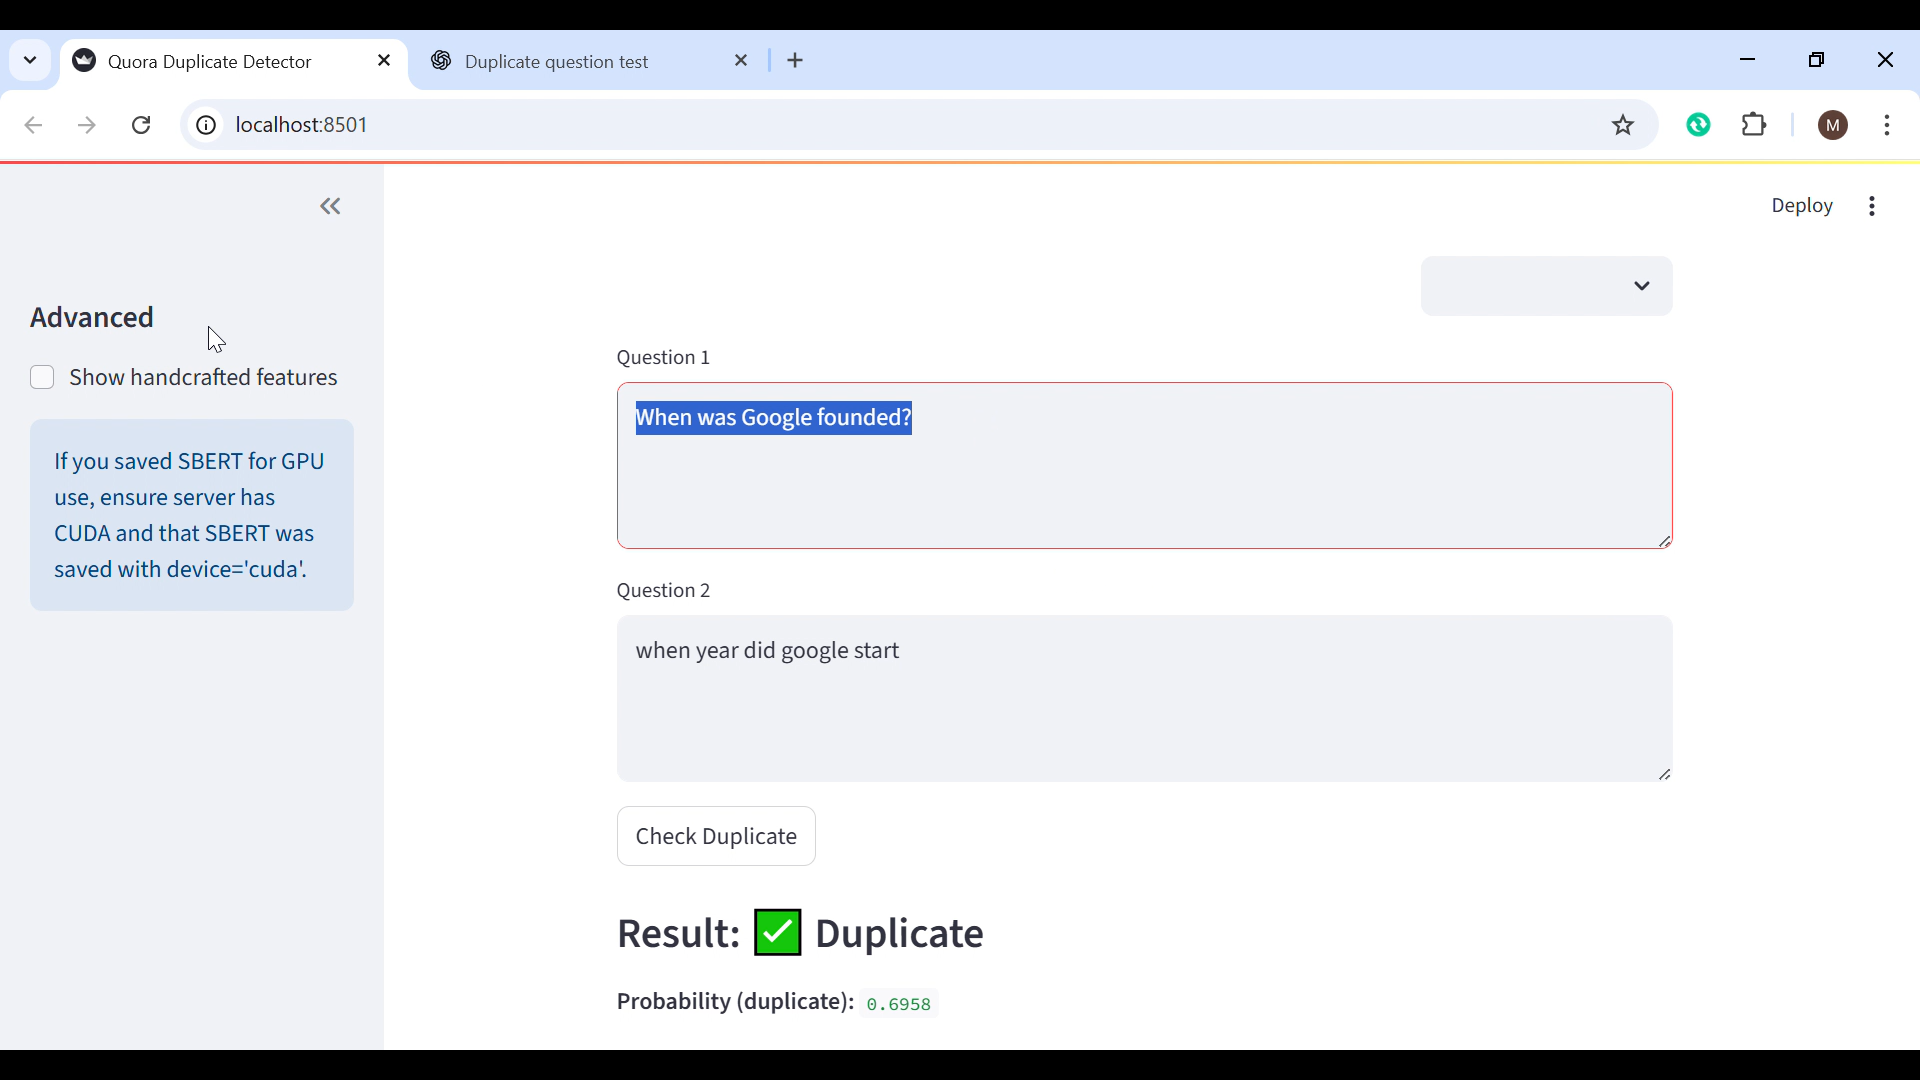 Quora Duplicate Detector
Duplicate question test
localhost:8501
M
Deploy
Advanced
Show handcrafted features
If you saved SBERT for GPU
use, ensure server has
CUDA and that SBERT was
saved with device='cuda'.
Question 1
When was Google founded?
Question 2
when year did google start
Check Duplicate
Result: ✅ Duplicate
Probability (duplicate): 0.6958